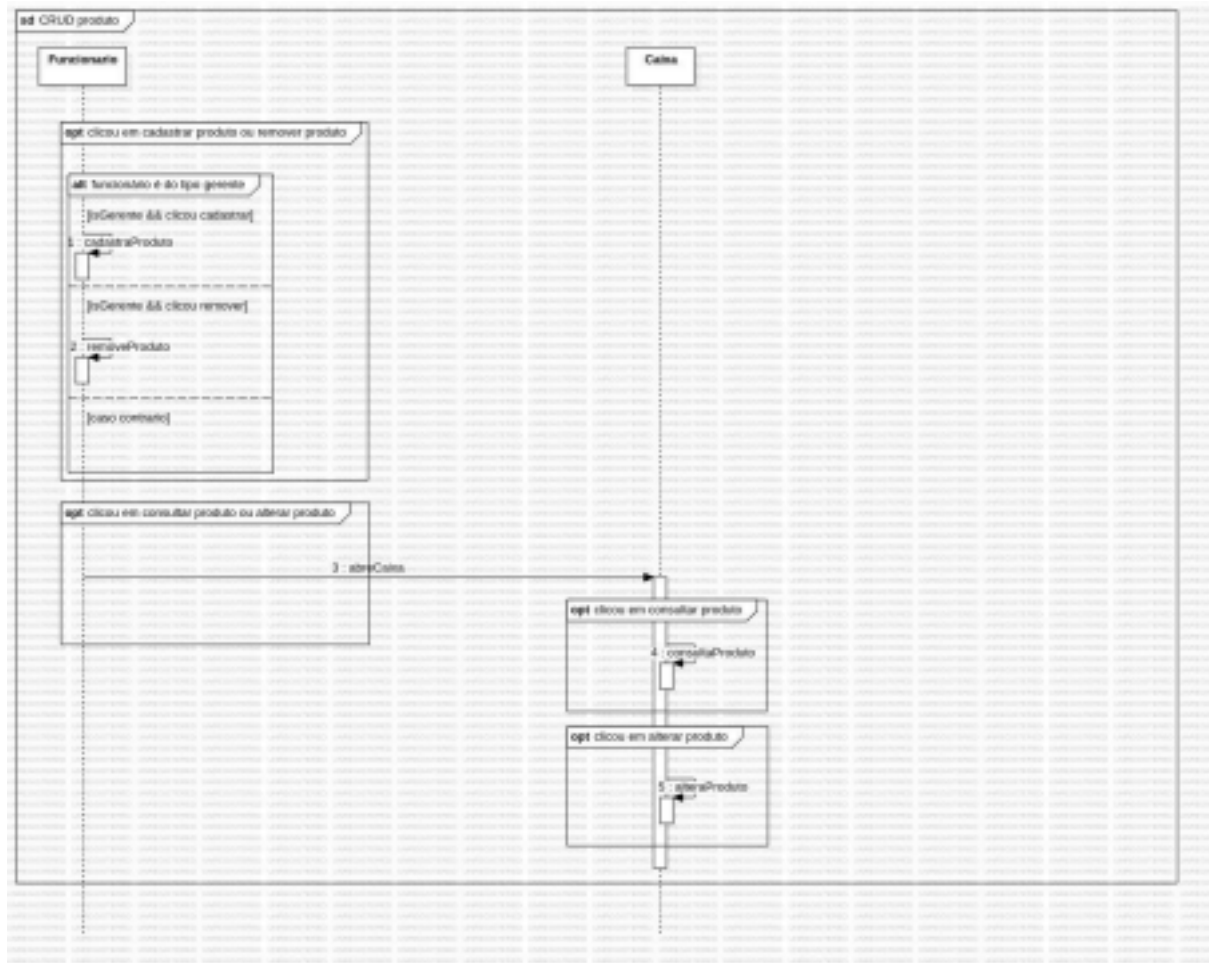 sd CRUD produto
Funcionario
Caixa
opt clicou em cadastrar produto ou remover produto
alt funcionário é do tipo gerente
[isGerente && clicou cadastrar]
1 : cadastraProduto
[isGerente && clicou remover]
2 : removeProduto
[caso contrario]
opt clicou em consultar produto ou alterar produto
3 : abreCaixa
opt clicou em consultar produto
4 : consultaProduto
opt clicou em alterar produto
5 : alteraProduto